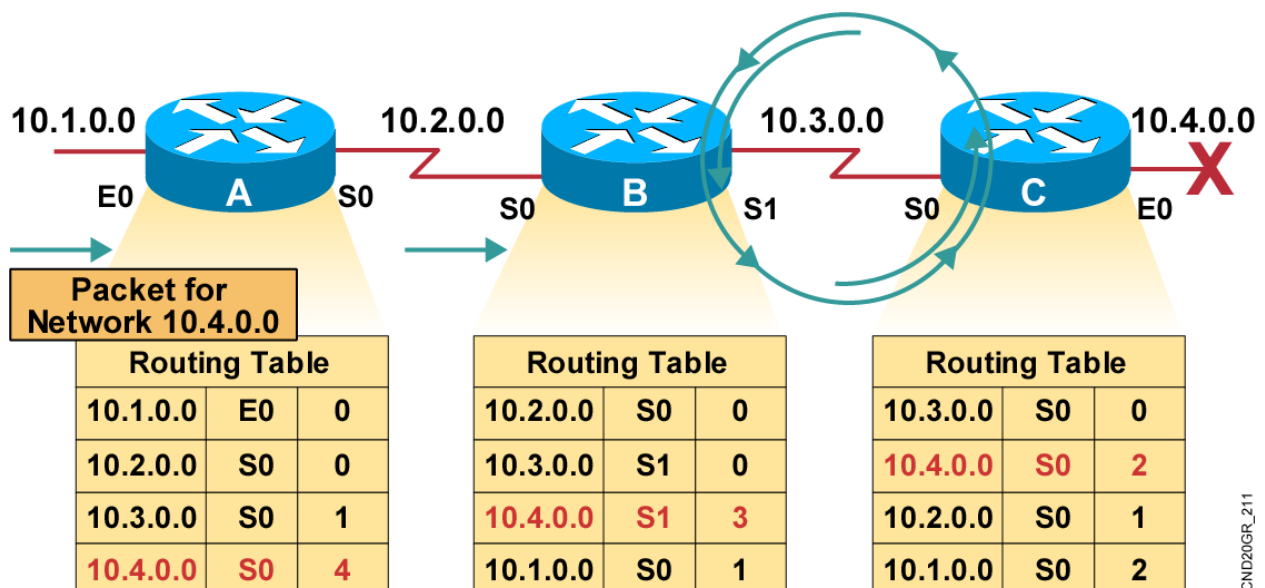 10.1.0.0
10.2.0.0
10.3.0.0
10.4.0.0
A
B
C
E0
S0
S0
S1
S0
E0
X
Packet for
Network 10.4.0.0
Routing Table
10.1.0.0 E0 0
10.2.0.0 S0 0
10.3.0.0 S0 1
10.4.0.0 S0 4
Routing Table
10.2.0.0 S0 0
10.3.0.0 S1 0
10.4.0.0 S1 3
10.1.0.0 S0 1
Routing Table
10.3.0.0 S0 0
10.4.0.0 S0 2
10.2.0.0 S0 1
10.1.0.0 S0 2
CND20GR_211